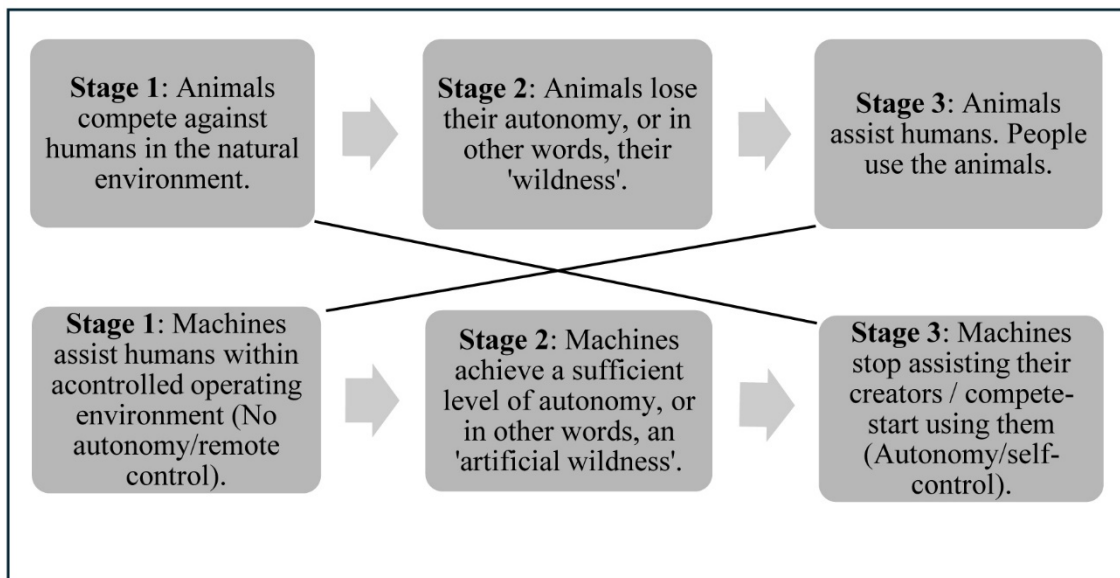 Stage 1: Animals
compete against
humans in the natural
environment.
Stage 2: Animals lose
their autonomy, or in
other words, their
'wildness'.
Stage 3: Animals
assist humans. People
use the animals.
Stage 1: Machines
assist humans within
acontrolled operating
environment (No
autonomy/remote
control).
Stage 2: Machines
achieve a sufficient
level of autonomy, or
in other words, an
'artificial wildness'.
Stage 3: Machines
stop assisting their
creators / compete-
start using them
(Autonomy/self-
control).